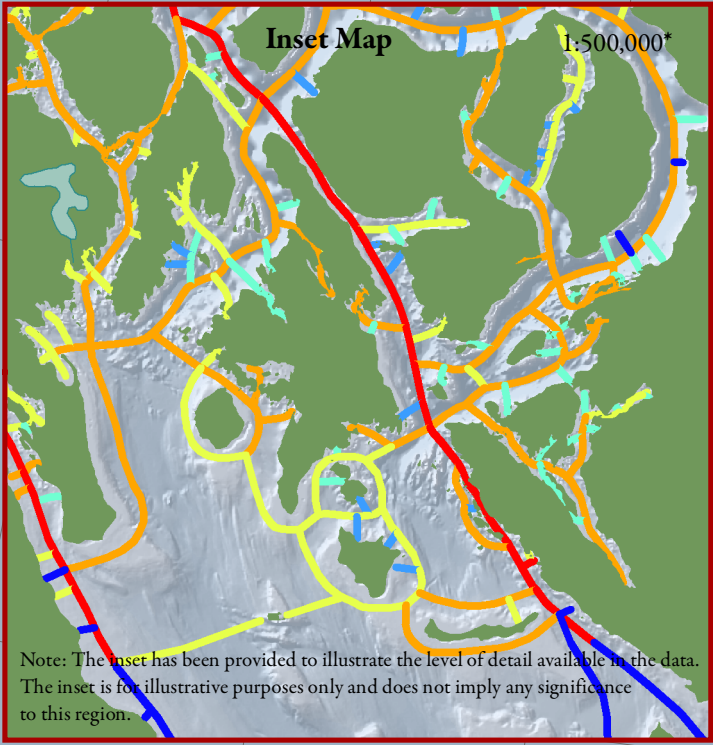 Inset Map
1:500,000*
Note: The inset has been provided to illustrate the level of detail available in the data.
The inset is for illustrative purposes only and does not imply any significance
to this region.